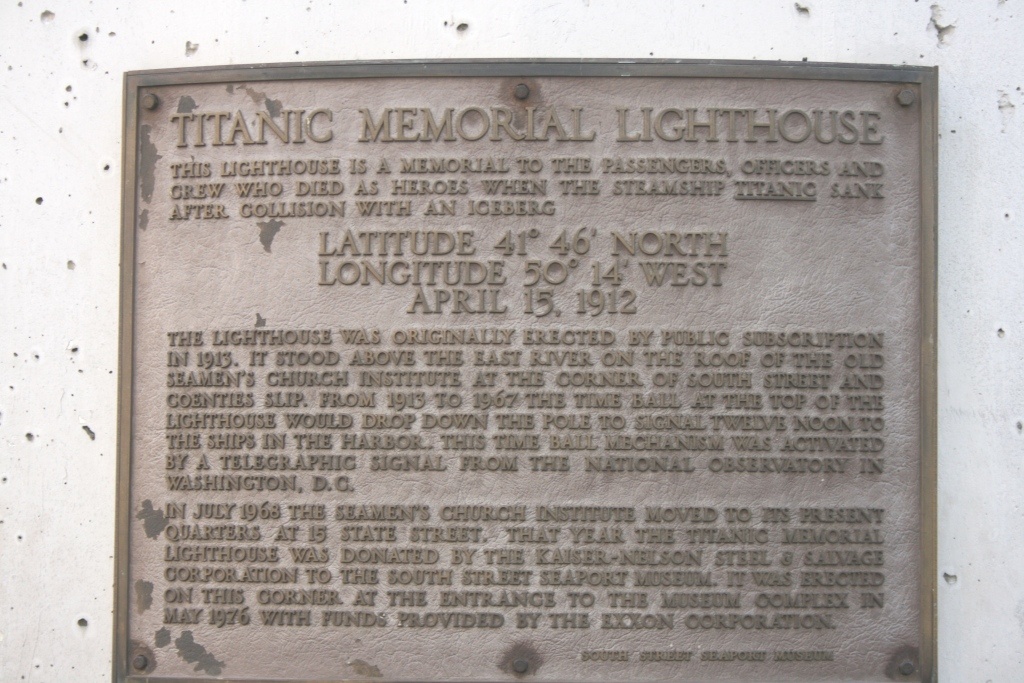 TITANIC MEMORIAL LIGHTHOUSE
THIS LIGHTHOUSE IS A MEMORIAL TO THE PASSENGERS, OFFICERS AND
CREW WHO DIED AS HEROES WHEN THE STEAMSHIP TITANIC SANK
AFTER COLLISION WITH AN ICEBERG
LATITUDE 41° 46' NORTH
LONGITUDE 50° 14' WEST
APRIL 15, 1912
THE LIGHTHOUSE WAS ORIGINALLY ERECTED BY PUBLIC SUBSCRIPTION
IN 1913. IT STOOD ABOVE THE EAST RIVER ON THE ROOF OF THE OLD
SEAMEN'S CHURCH INSTITUTE AT THE CORNER OF SOUTH STREET AND
COENTIES SLIP. FROM 1913 TO 1967 THE TIME BALL AT THE TOP OF THE
LIGHTHOUSE WOULD DROP DOWN THE POLE TO SIGNAL TWELVE NOON TO
THE SHIPS IN THE HARBOR. THIS TIME BALL MECHANISM WAS ACTIVATED
BY A TELEGRAPHIC SIGNAL FROM THE NATIONAL OBSERVATORY IN
WASHINGTON, D.C.
IN JULY 1968 THE SEAMEN'S CHURCH INSTITUTE MOVED TO ITS PRESENT
QUARTERS AT 15 STATE STREET. THAT YEAR THE TITANIC MEMORIAL
LIGHTHOUSE WAS DONATED BY THE KAISER-NELSON STEEL & SALVAGE
CORPORATION TO THE SOUTH STREET SEAPORT MUSEUM. IT WAS ERECTED
ON THIS CORNER AT THE ENTRANCE TO THE MUSEUM COMPLEX IN
MAY 1976 WITH FUNDS PROVIDED BY THE EXXON CORPORATION.
SOUTH STREET SEAPORT MUSEUM